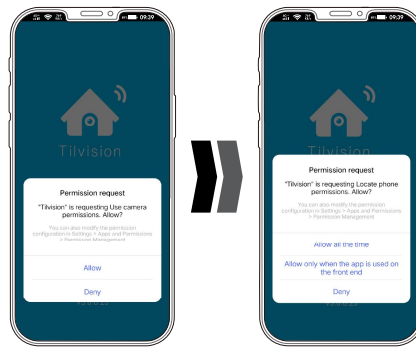 09:39
Tilvision
Permission request
"Tilvision" is requesting Use camera
permissions. Allow?
You can also modify the permission
configuration in Settings > Apps and Permissions
> Permission Management
Allow
Deny
09:39
Tilvision
Permission request
"Tilvision" is requesting Locate phone
permissions. Allow?
You can also modify the permission
configuration in Settings > Apps and Permissions
> Permission Management
Allow all the time
Allow only when the app is used on
the front end
Deny